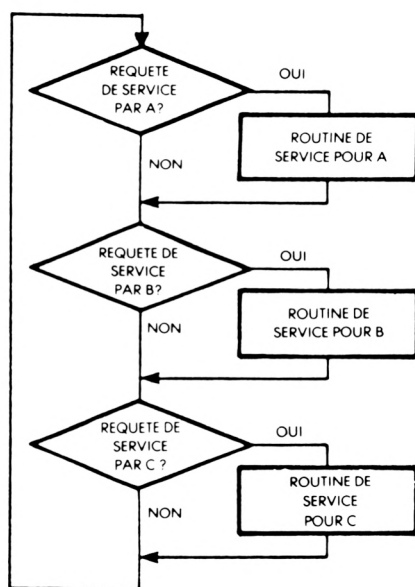 REQUETE
DE SERVICE
PAR A?
OUI
ROUTINE DE
SERVICE POUR A
NON
REQUETE DE
SERVICE
PAR B?
OUI
ROUTINE DE
SERVICE POUR B
NON
REQUETE DE
SERVICE
PAR C ?
OUI
ROUTINE DE
SERVICE
POUR C
NON